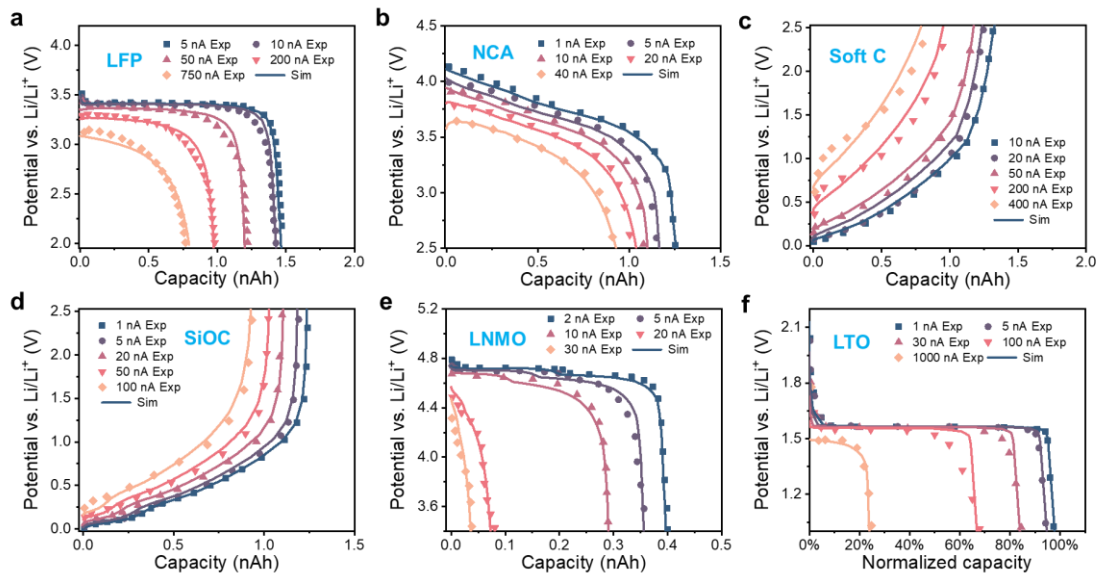 a
LFP
5 nA Exp
10 nA Exp
50 nA Exp
200 nA Exp
750 nA Exp
Sim
Potential vs. Li/Li⁺ (V)
4.0
3.5
3.0
2.5
2.0
0.0
0.5
1.0
1.5
2.0
Capacity (nAh)
b
NCA
1 nA Exp
5 nA Exp
10 nA Exp
20 nA Exp
40 nA Exp
Sim
Potential vs. Li/Li⁺ (V)
4.5
4.0
3.5
3.0
2.5
0.0
0.5
1.0
1.5
Capacity (nAh)
c
Soft C
10 nA Exp
20 nA Exp
50 nA Exp
200 nA Exp
400 nA Exp
Sim
Potential vs. Li/Li⁺ (V)
2.5
2.0
1.5
1.0
0.5
0.0
0.0
0.5
1.0
1.5
2.0
Capacity (nAh)
d
SiOC
1 nA Exp
5 nA Exp
20 nA Exp
50 nA Exp
100 nA Exp
Sim
Potential vs. Li/Li⁺ (V)
2.5
2.0
1.5
1.0
0.5
0.0
0.0
0.5
1.0
1.5
Capacity (nAh)
e
LNMO
2 nA Exp
5 nA Exp
10 nA Exp
20 nA Exp
30 nA Exp
Sim
Potential vs. Li/Li⁺ (V)
5.2
4.8
4.4
4.0
3.6
0.0
0.1
0.2
0.3
0.4
0.5
Capacity (nAh)
f
LTO
1 nA Exp
5 nA Exp
30 nA Exp
100 nA Exp
1000 nA Exp
Sim
Potential vs. Li/Li⁺ (V)
2.1
1.8
1.5
1.2
0%
20%
40%
60%
80%
100%
Normalized capacity